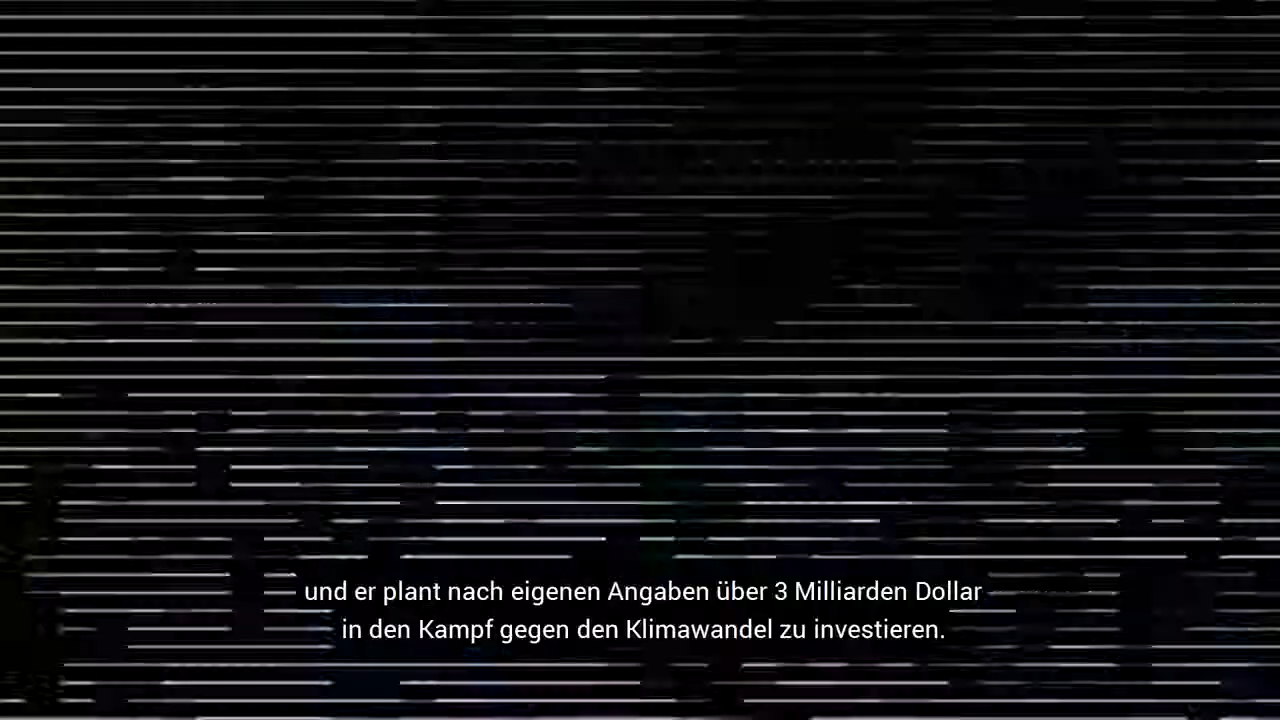 und er plant nach eigenen Angaben über 3 Milliarden Dollar
in den Kampf gegen den Klimawandel zu investieren.